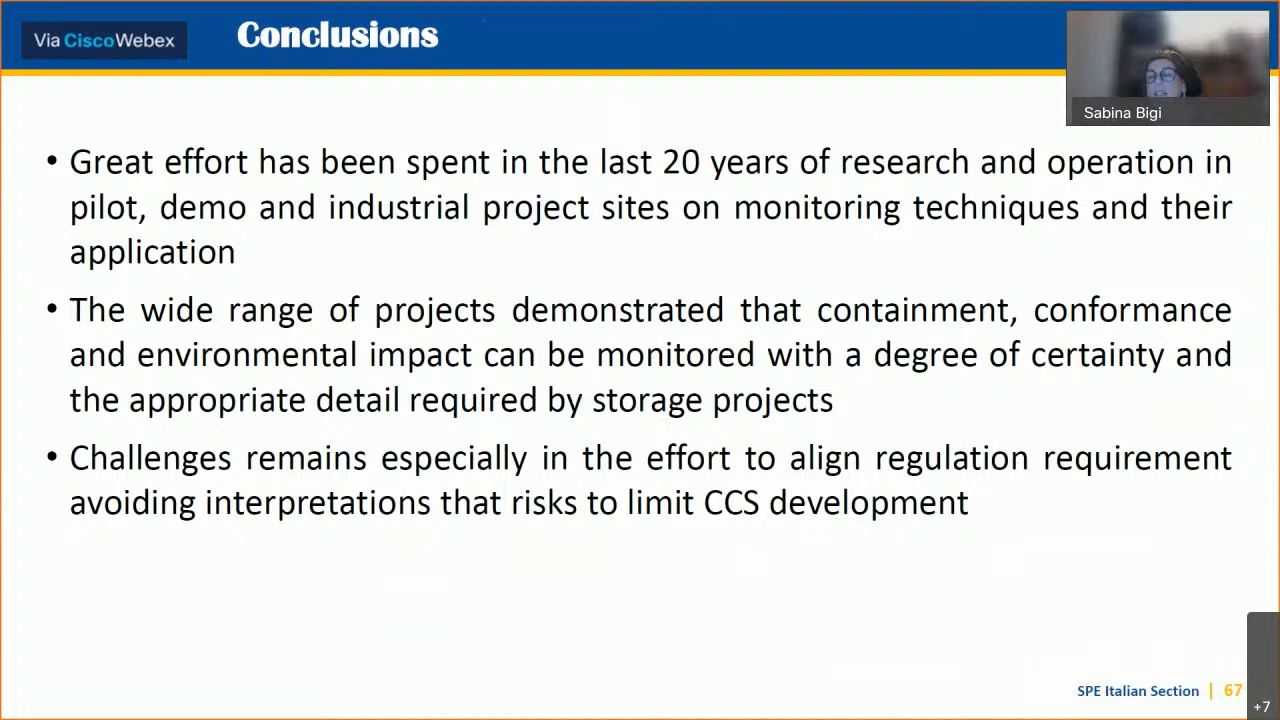 Via CiscoWebex
Conclusions
Sabina Bigi
• Great effort has been spent in the last 20 years of research and operation in
pilot, demo and industrial project sites on monitoring techniques and their
application
• The wide range of projects demonstrated that containment, conformance
and environmental impact can be monitored with a degree of certainty and
the appropriate detail required by storage projects
• Challenges remains especially in the effort to align regulation requirement
avoiding interpretations that risks to limit CCS development
SPE Italian Section | 67
+7